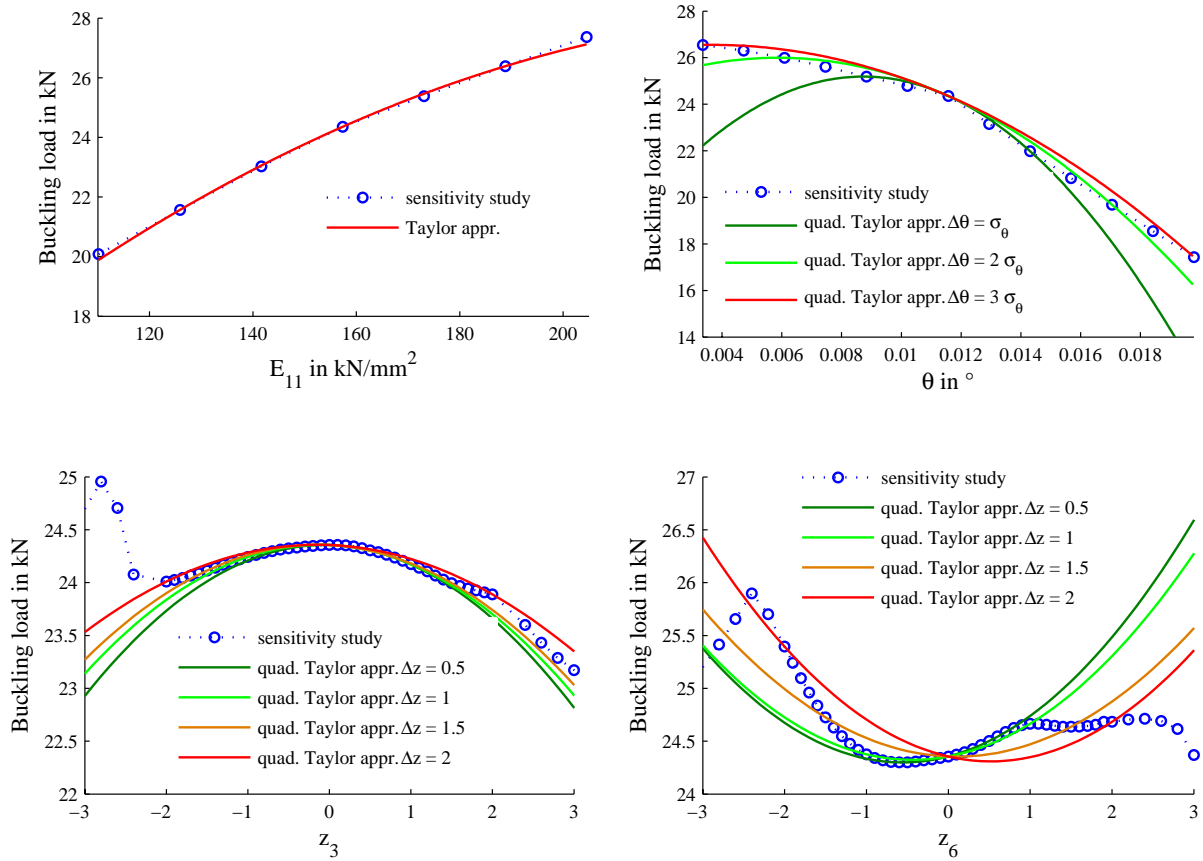 28
26
24
22
20
18
Buckling load in kN
sensitivity study
Taylor appr.
120 140 160 180 200
E11 in kN/mm2
28
26
24
22
20
18
16
14
Buckling load in kN
sensitivity study
quad. Taylor appr. Δθ = σθ
quad. Taylor appr. Δθ = 2 σθ
quad. Taylor appr. Δθ = 3 σθ
0.004 0.006 0.008 0.01 0.012 0.014 0.016 0.018
θ in °
25
24.5
24
23.5
23
22.5
22
Buckling load in kN
sensitivity study
quad. Taylor appr. Δz = 0.5
quad. Taylor appr. Δz = 1
quad. Taylor appr. Δz = 1.5
quad. Taylor appr. Δz = 2
−3 −2 −1 0 1 2 3
z3
27
26.5
26
25.5
25
24.5
24
Buckling load in kN
sensitivity study
quad. Taylor appr. Δz = 0.5
quad. Taylor appr. Δz = 1
quad. Taylor appr. Δz = 1.5
quad. Taylor appr. Δz = 2
−3 −2 −1 0 1 2 3
z6